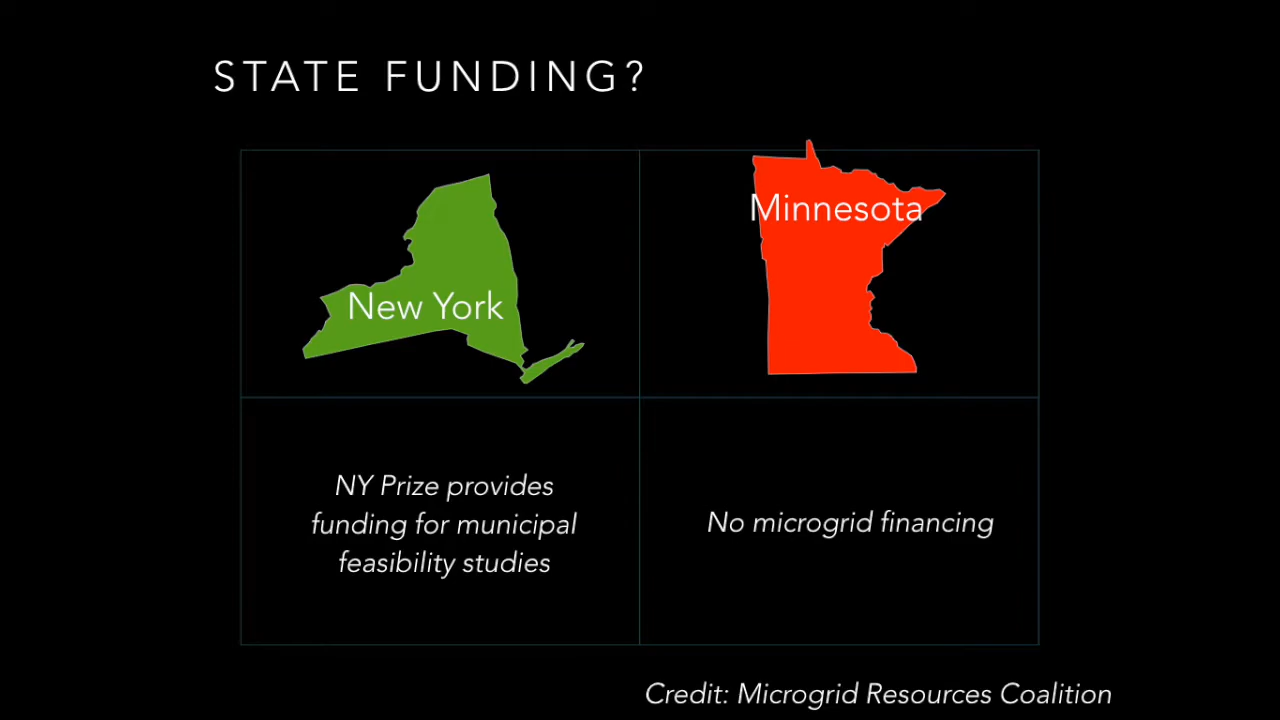 STATE FUNDING?
New York
Minnesota
NY Prize provides
funding for municipal
feasibility studies
No microgrid financing
Credit: Microgrid Resources Coalition